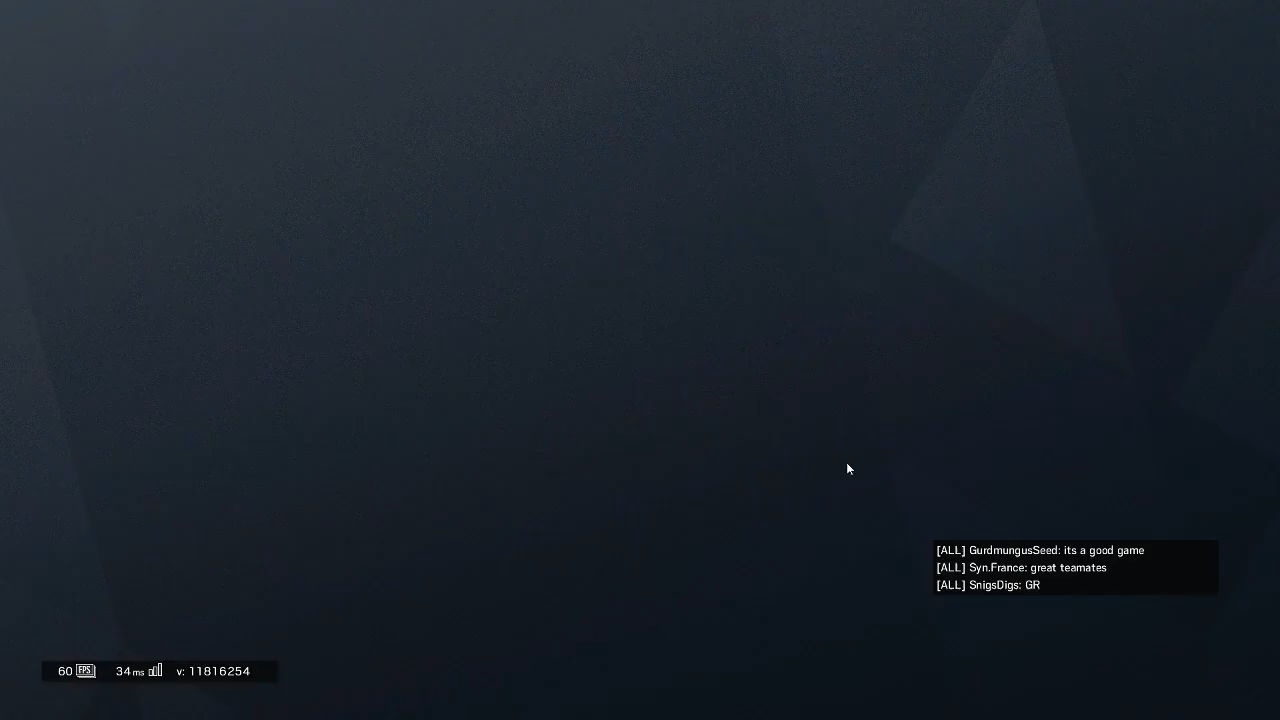 [ALL] GurdmungusSeed: its a good game
[ALL] Syn.France: great teamates
[ALL] SnigsDigs: GR
60 FPS 34ms v: 11816254